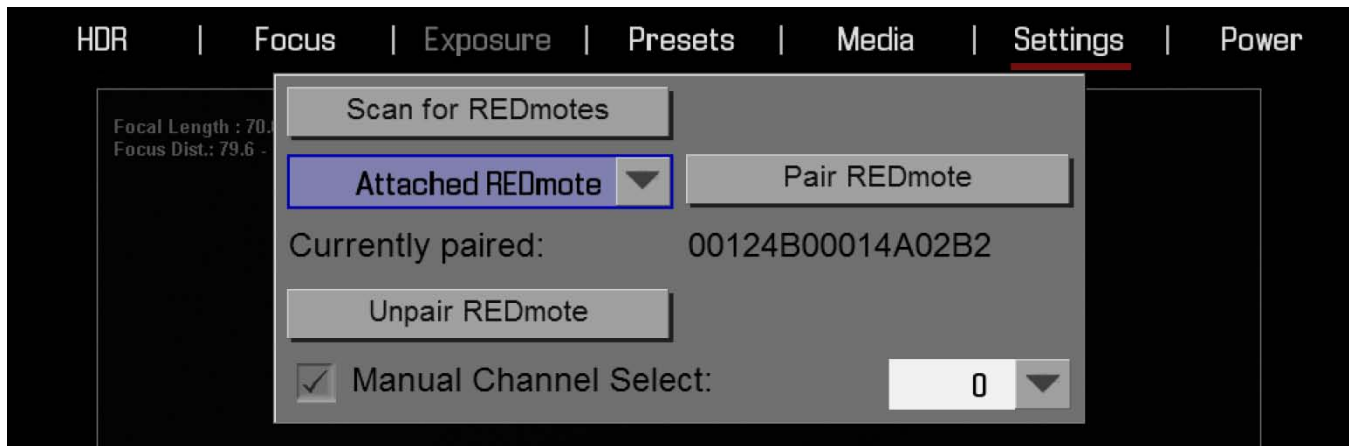 HDR | Focus | Exposure | Presets | Media | Settings | Power
Focal Length : 70.
Focus Dist.: 79.6 -
Scan for REDmotes
Attached REDmote
Pair REDmote
Currently paired: 00124B00014A02B2
Unpair REDmote
Manual Channel Select: 0